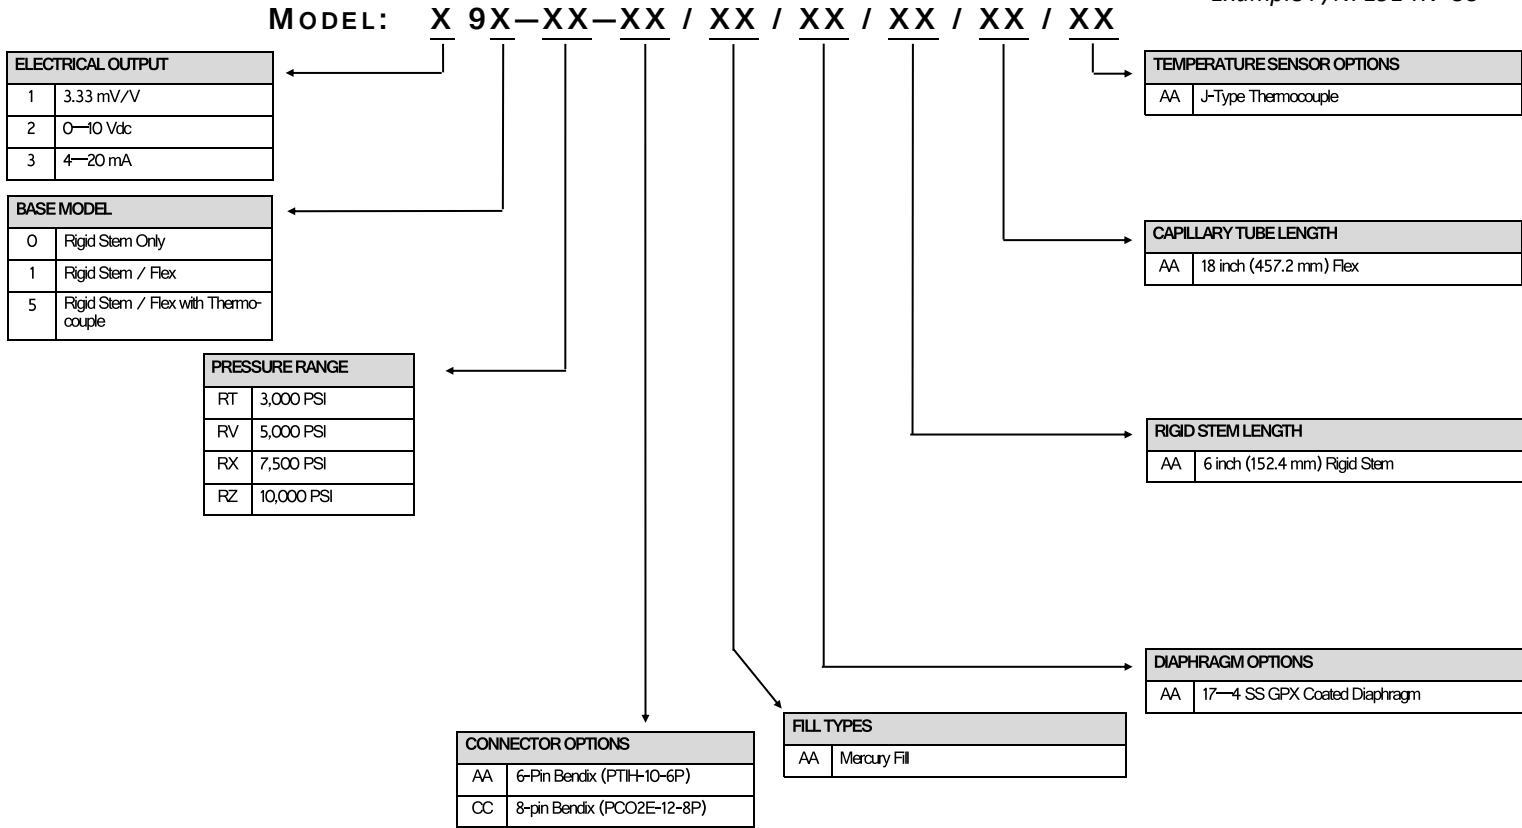 MODEL: X 9X—XX—XX / XX / XX / XX / XX / XX
ELECTRICAL OUTPUT
1 3.33 mV/V
2 0—10 Vdc
3 4—20 mA
BASE MODEL
0 Rigid Stem Only
1 Rigid Stem / Flex
5 Rigid Stem / Flex with Thermo-
couple
PRESSURE RANGE
RT 3,000 PSI
RV 5,000 PSI
RX 7,500 PSI
RZ 10,000 PSI
CONNECTOR OPTIONS
AA 6-Pin Bendix (PTIH-10-6P)
CC 8-pin Bendix (PCO2E-12-8P)
FILL TYPES
AA Mercury Fill
DIAPHRAGM OPTIONS
AA 17—4 SS GPX Coated Diaphragm
RIGID STEM LENGTH
AA 6 inch (152.4 mm) Rigid Stem
CAPILLARY TUBE LENGTH
AA 18 inch (457.2 mm) Flex
TEMPERATURE SENSOR OPTIONS
AA J-Type Thermocouple